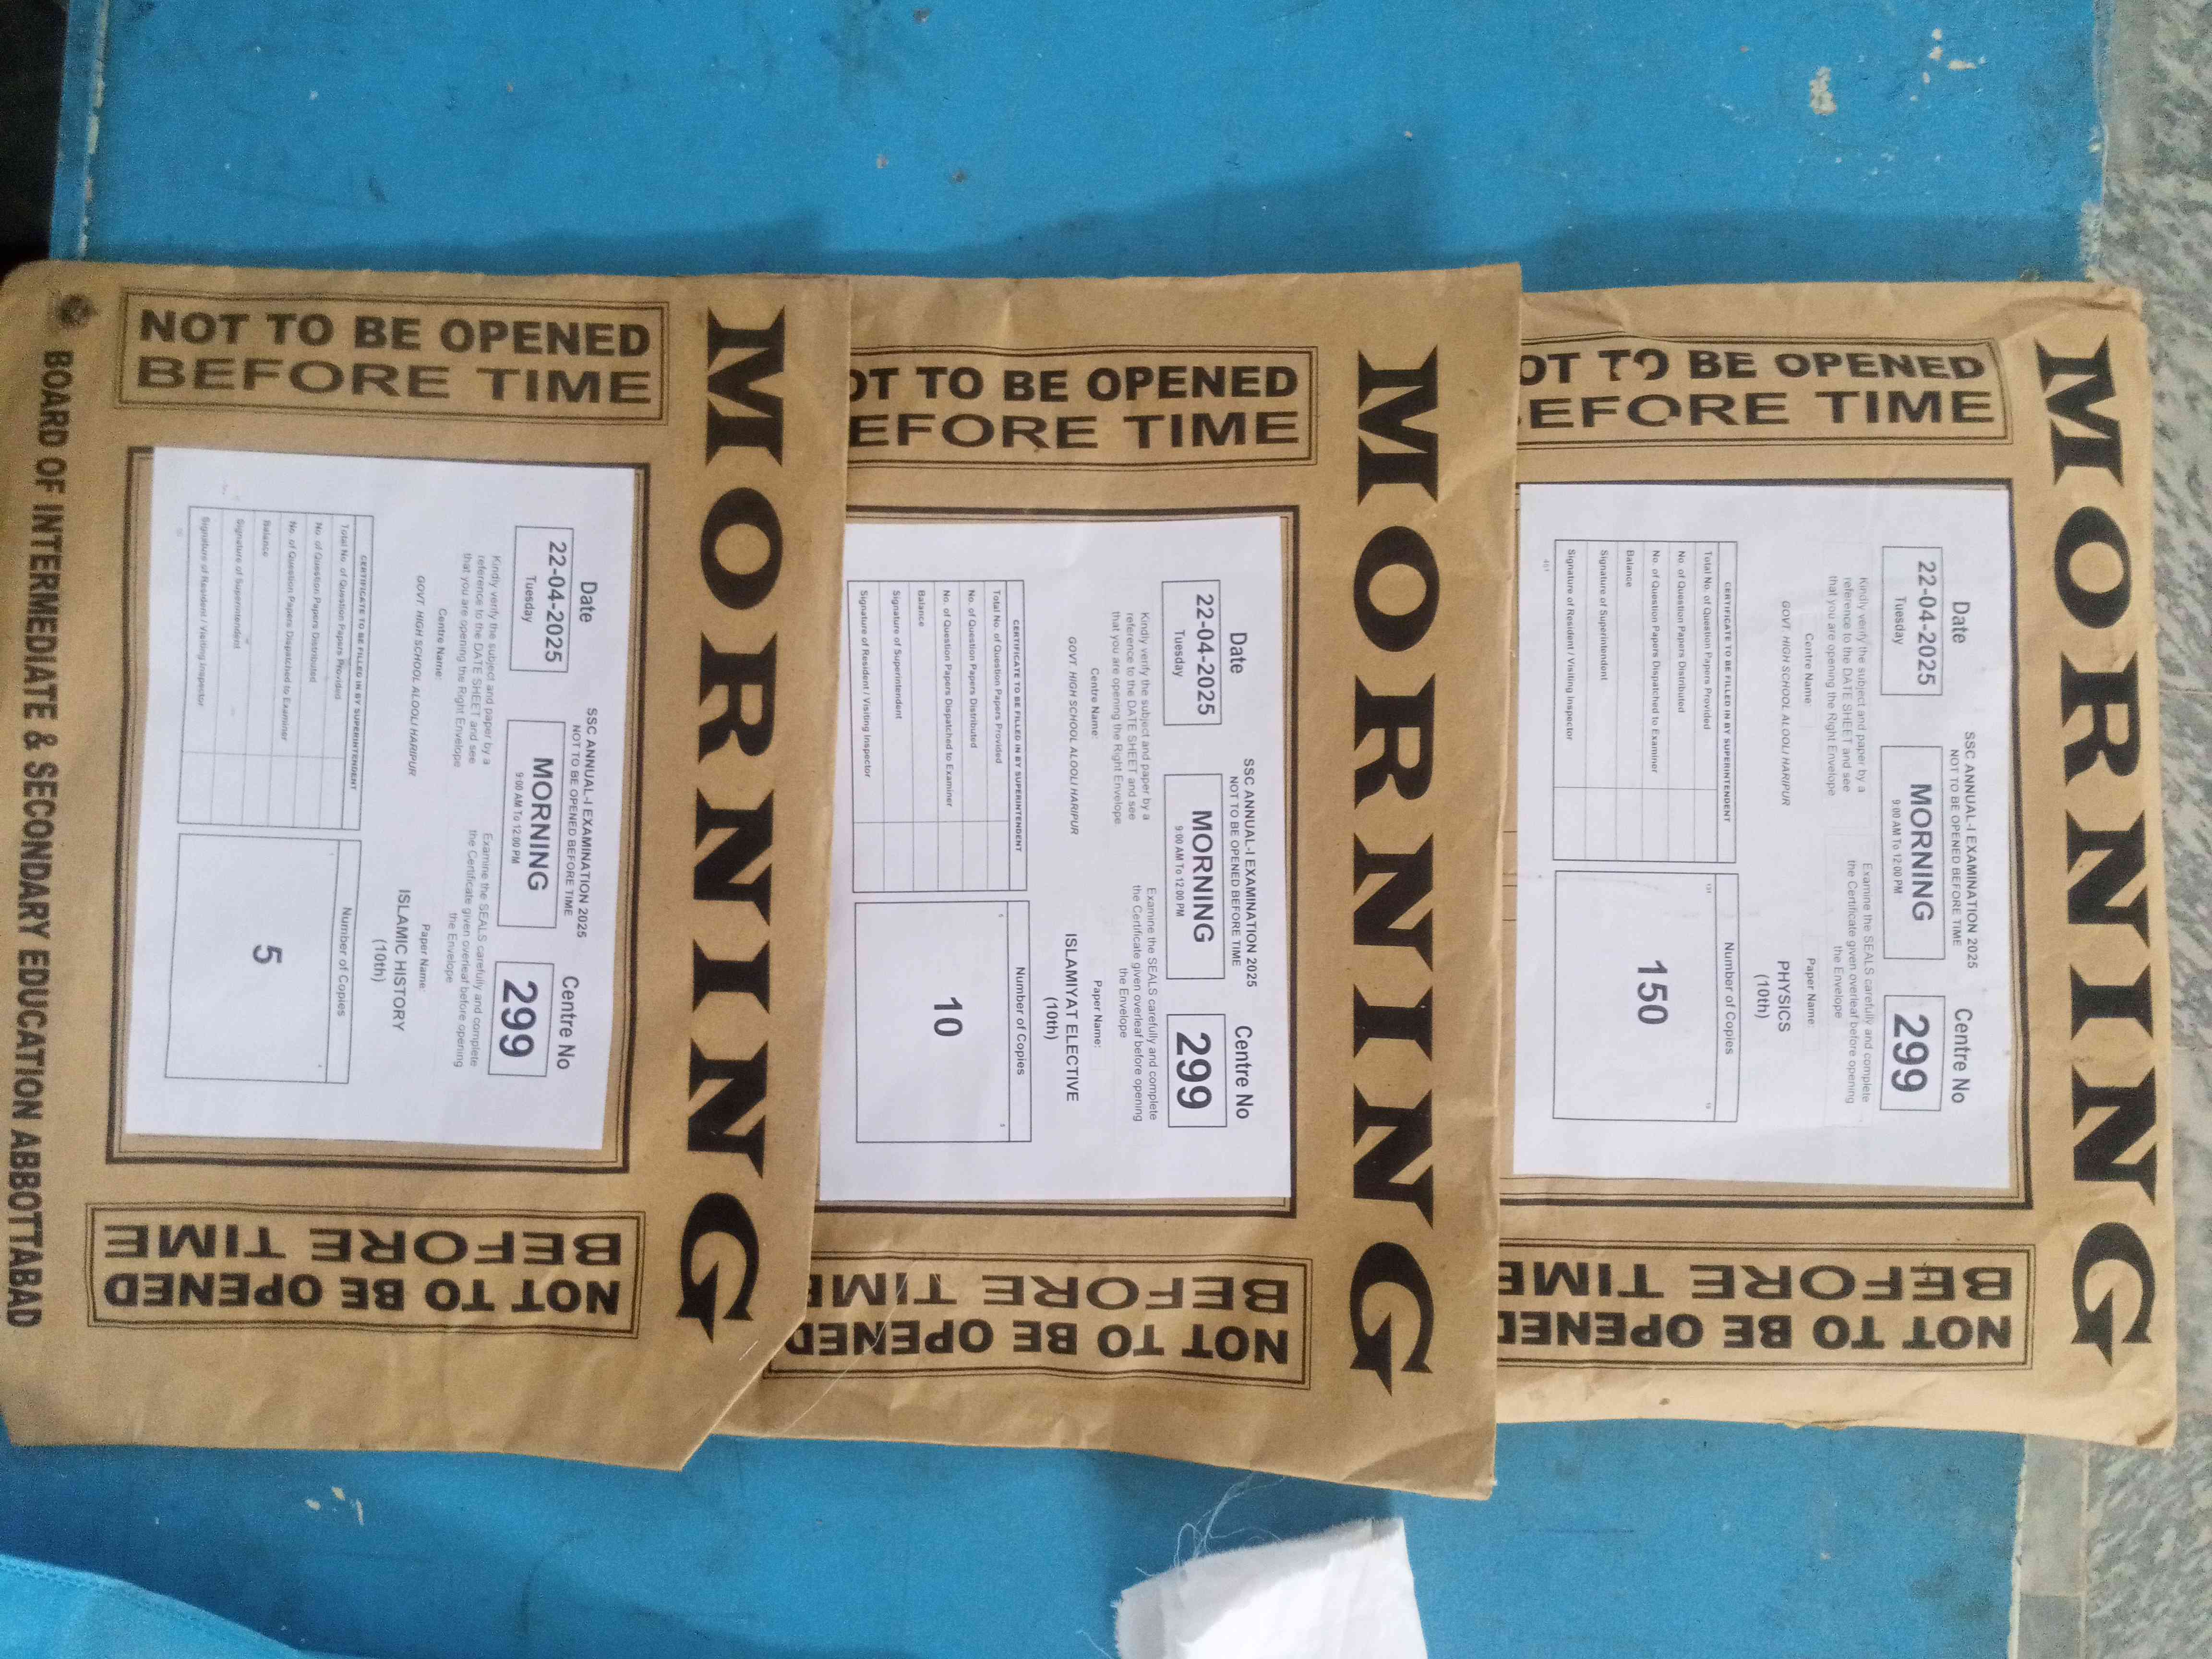 BOARD OF INTERMEDIATE & SECONDARY EDUCATION ABBOTTABAD
NOT TO BE OPENED
BEFORE TIME
MORNING
SSC ANNUAL-I EXAMINATION 2025
NOT TO BE OPENED BEFORE TIME
Date
22-04-2025
Tuesday
MORNING
9:00 AM To 12:00 PM
Centre No
299
Kindly verify the subject and paper by a
reference to the DATE SHEET and see
that you are opening the Right Envelope
Examine the SEALS carefully and complete
the Certificate given overleaf before opening
the Envelope
Centre Name:
GOVT. HIGH SCHOOL ALOOLI HARIPUR
Paper Name:
ISLAMIC HISTORY
(10th)
CERTIFICATE TO BE FILLED IN BY SUPERINTENDENT
Total No. of Question Papers Provided
No. of Question Papers Distributed
No. of Question Papers Dispatched to Examiner
Balance
Signature of Superintendent
Signature of Resident / Visiting Inspector
Number of Copies
5
NOT TO BE OPENED
BEFORE TIME
OT TO BE OPENED
EFORE TIME
MORNING
SSC ANNUAL-I EXAMINATION 2025
NOT TO BE OPENED BEFORE TIME
Date
22-04-2025
Tuesday
MORNING
9:00 AM To 12:00 PM
Centre No
299
Kindly verify the subject and paper by a
reference to the DATE SHEET and see
that you are opening the Right Envelope
Examine the SEALS carefully and complete
the Certificate given overleaf before opening
the Envelope
Centre Name:
GOVT. HIGH SCHOOL ALOOLI HARIPUR
Paper Name:
ISLAMIYAT ELECTIVE
(10th)
CERTIFICATE TO BE FILLED IN BY SUPERINTENDENT
Total No. of Question Papers Provided
No. of Question Papers Distributed
No. of Question Papers Dispatched to Examiner
Balance
Signature of Superintendent
Signature of Resident / Visiting Inspector
Number of Copies
10
NOT TO BE OPENED
BEFORE TIME
OT TO BE OPENED
EFORE TIME
MORNING
SSC ANNUAL-I EXAMINATION 2025
NOT TO BE OPENED BEFORE TIME
Date
22-04-2025
Tuesday
MORNING
9:00 AM To 12:00 PM
Centre No
299
Kindly verify the subject and paper by a
reference to the DATE SHEET and see
that you are opening the Right Envelope
Examine the SEALS carefully and complete
the Certificate given overleaf before opening
the Envelope
Centre Name:
GOVT. HIGH SCHOOL ALOOLI HARIPUR
Paper Name:
PHYSICS
(10th)
CERTIFICATE TO BE FILLED IN BY SUPERINTENDENT
Total No. of Question Papers Provided
No. of Question Papers Distributed
No. of Question Papers Dispatched to Examiner
Balance
Signature of Superintendent
Signature of Resident / Visiting Inspector
Number of Copies
150
NOT TO BE OPENED
BEFORE TIME